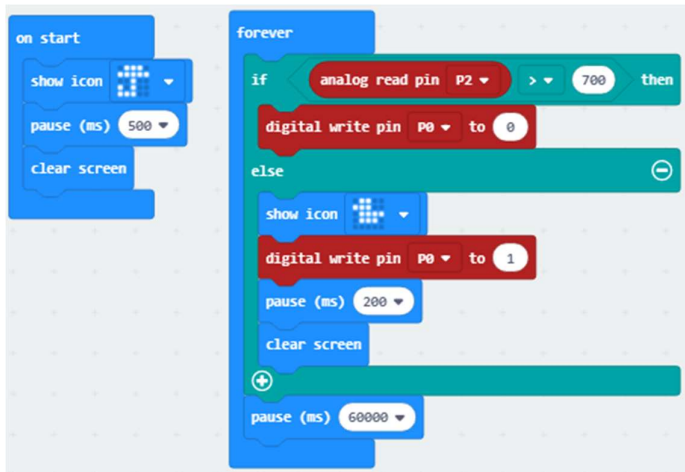 on start
show icon
pause (ms) 500
clear screen
forever
if analog read pin P2 > 700 then
digital write pin P0 to 0
else
show icon
digital write pin P0 to 1
pause (ms) 200
clear screen
pause (ms) 60000